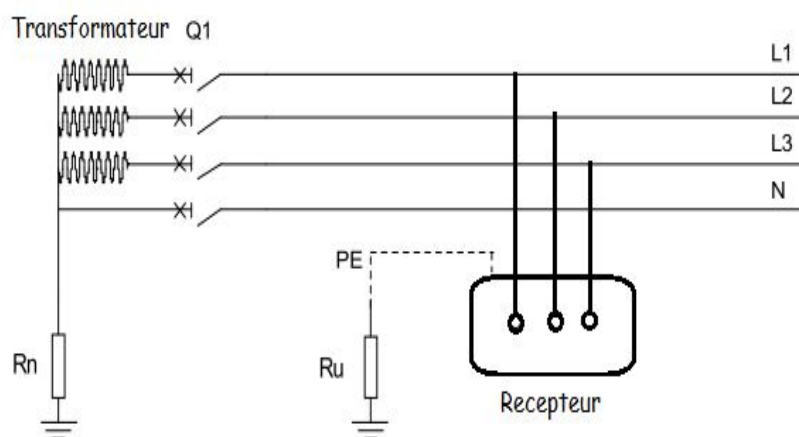 Transformateur Q1
L1
L2
L3
N
PE
Rn
Ru
Recepteur